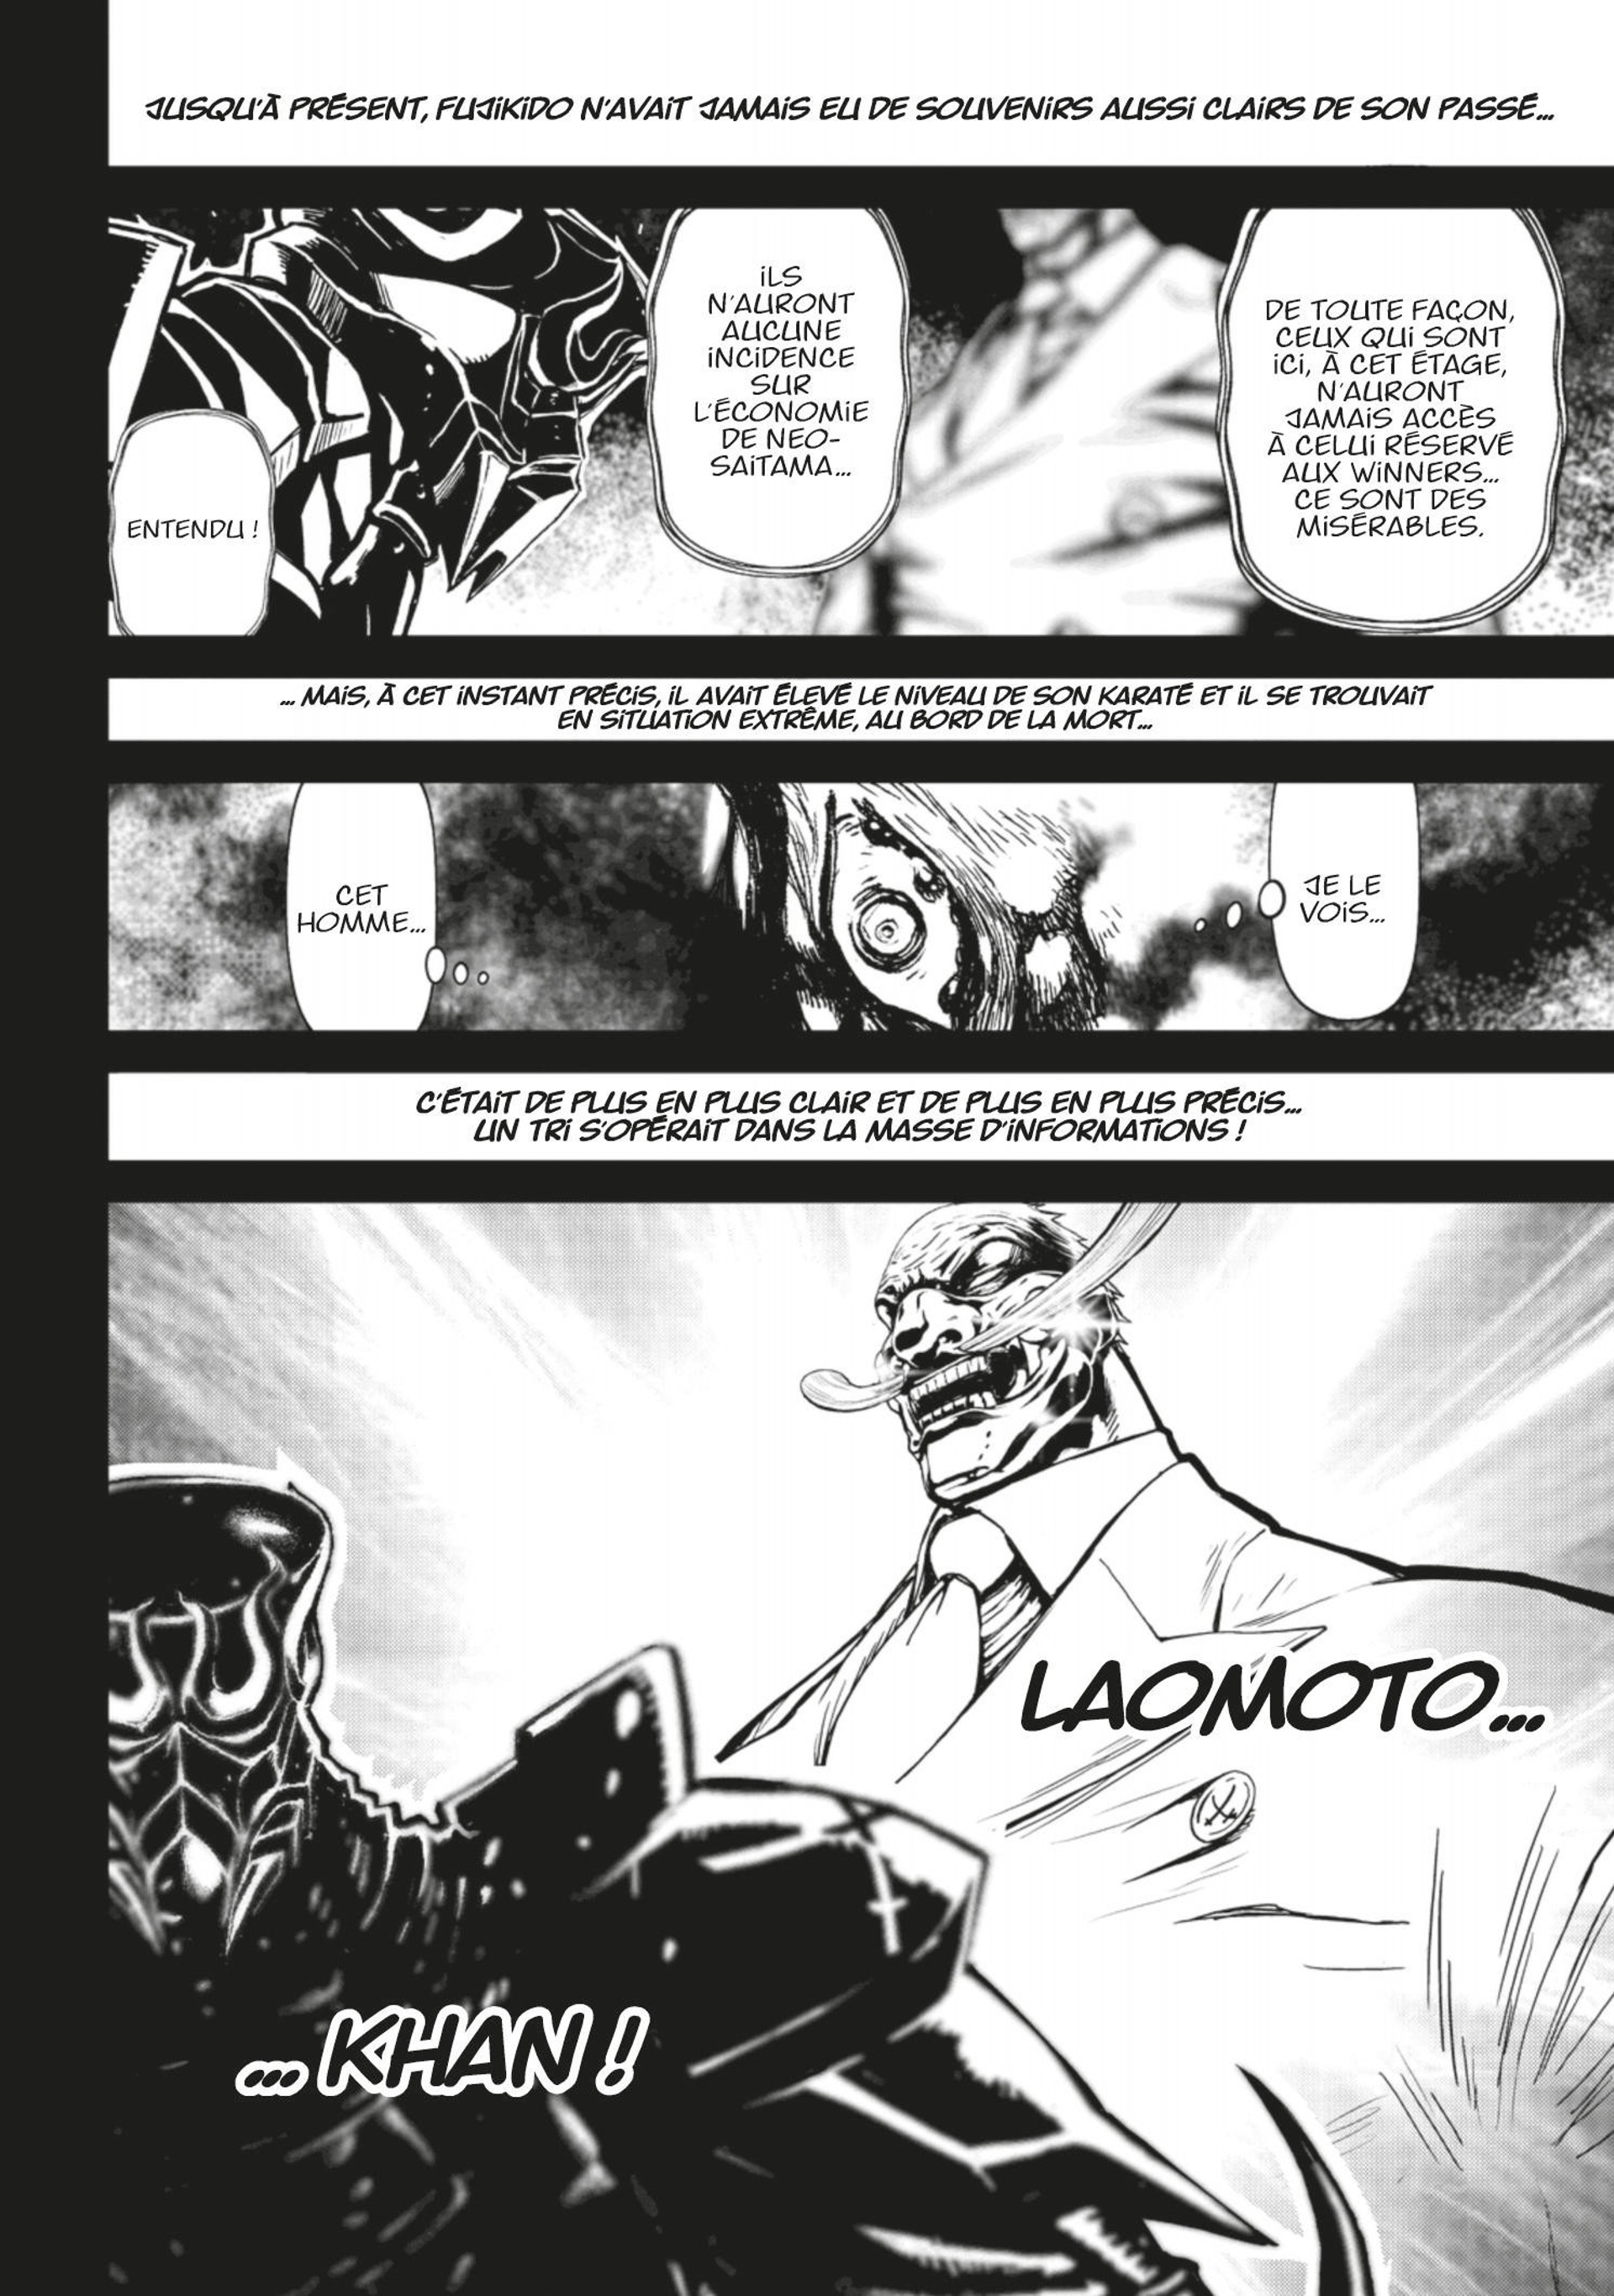 JUSQU'À PRÉSENT, FUJIKIDO N'AVAIT JAMAIS EU DE SOUVENIRS AUSSI CLAIRS DE SON PASSÉ...
DE TOUTE FAÇON,
CEUX QUI SONT
ICI, À CET ÉTAGE,
N'AURONT
JAMAIS ACCÈS
À CELUI RÉSERVÉ
AUX WINNERS...
CE SONT DES
MISÉRABLES.
ILS
N'AURONT
AUCUNE
INCIDENCE
SUR
L'ÉCONOMIE
DE NEO-
SAITAMA...
ENTENDU !
... MAIS, À CET INSTANT PRÉCIS, IL AVAIT ÉLEVÉ LE NIVEAU DE SON KARATÉ ET IL SE TROUVAIT
EN SITUATION EXTRÊME, AU BORD DE LA MORT...
JE LE
VOIS...
CET
HOMME...
C'ÉTAIT DE PLUS EN PLUS CLAIR ET DE PLUS EN PLUS PRÉCIS...
UN TRI S'OPÉRAIT DANS LA MASSE D'INFORMATIONS !
LAOMOTO...
... KHAN !